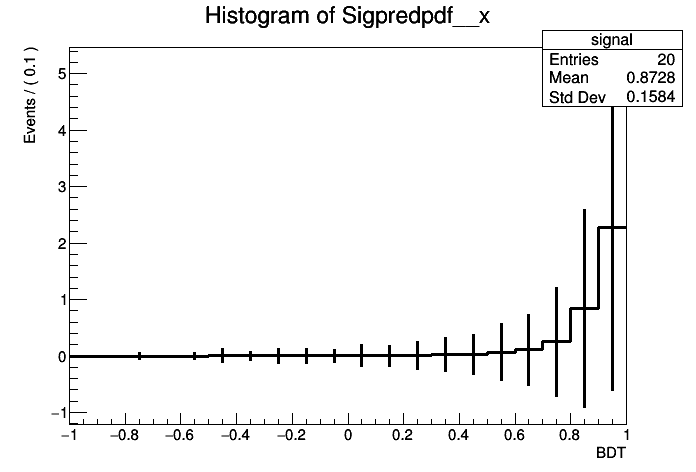 Histogram of Sigpredpdf__x
signal
Entries 20
Mean 0.8728
Std Dev 0.1584
Events / ( 0.1 )
5
4
3
2
1
0
−1
−1 −0.8 −0.6 −0.4 −0.2 0 0.2 0.4 0.6 0.8 1
BDT